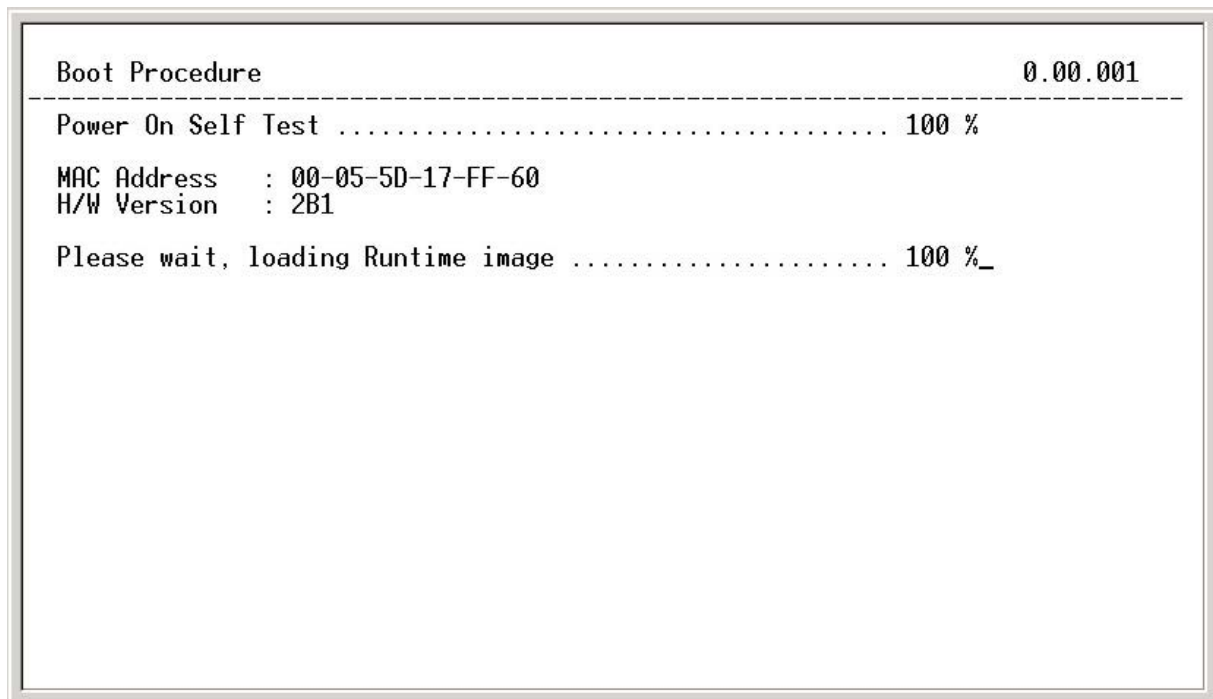 Boot Procedure 0.00.001
--------------------------------------------------------------------------------
Power On Self Test ...................................... 100 %
MAC Address : 00-05-5D-17-FF-60
H/W Version : 2B1
Please wait, loading Runtime image ...................... 100 %_